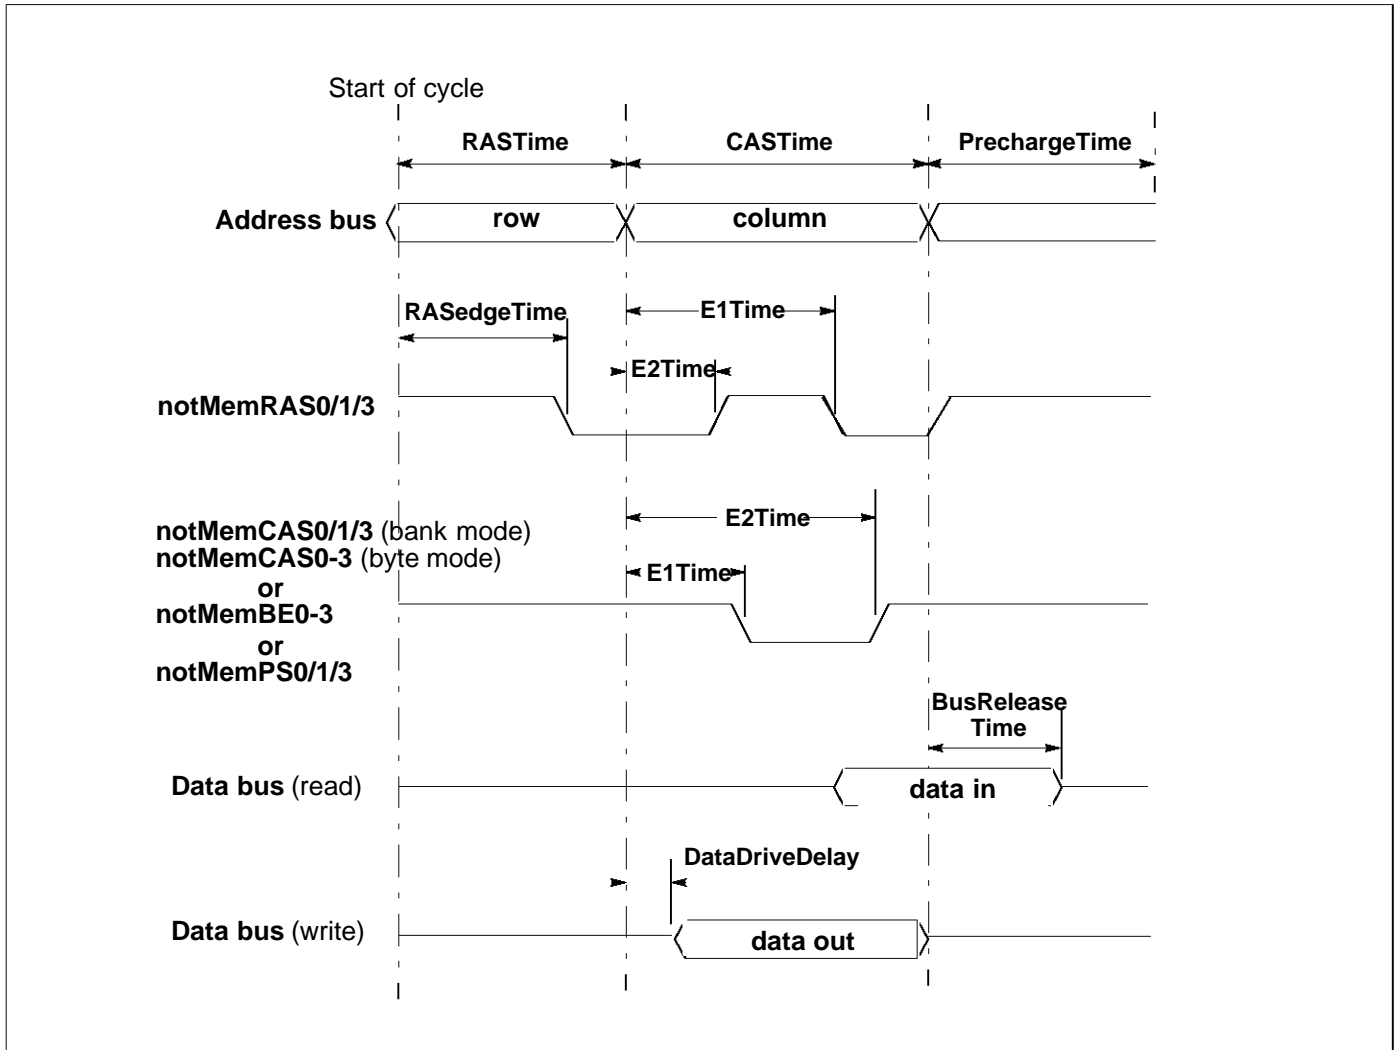 Start of cycle
RASTime
CASTime
PrechargeTime
Address bus
row
column
RASedgeTime
E1Time
E2Time
notMemRAS0/1/3
E2Time
notMemCAS0/1/3 (bank mode)
notMemCAS0-3 (byte mode)
E1Time
or
notMemBE0-3
or
notMemPS0/1/3
BusRelease
Time
Data bus (read)
data in
DataDriveDelay
Data bus (write)
data out